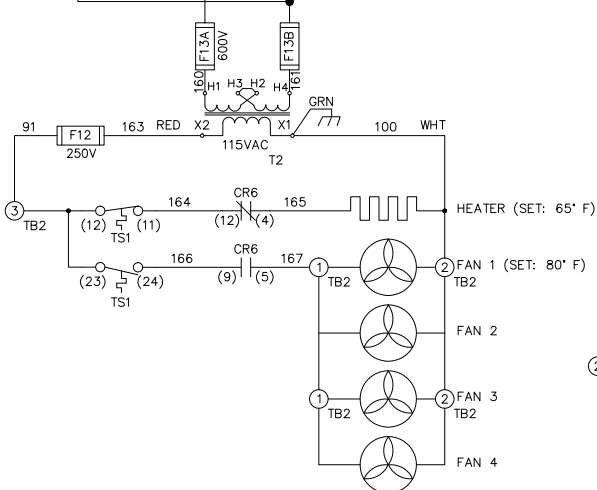 F13A
600V
F13B
160
161
H1
H3
H2
H4
GRN
91
F12
250V
163
RED
X2
X1
115VAC
T2
100
WHT
3
TB2
(12)
(11)
TS1
164
CR6
(12)
(4)
165
HEATER (SET: 65° F)
(23)
(24)
TS1
166
CR6
(9)
(5)
167
1
TB2
2
TB2
FAN 1 (SET: 80° F)
FAN 2
1
TB2
2
TB2
FAN 3
FAN 4
2